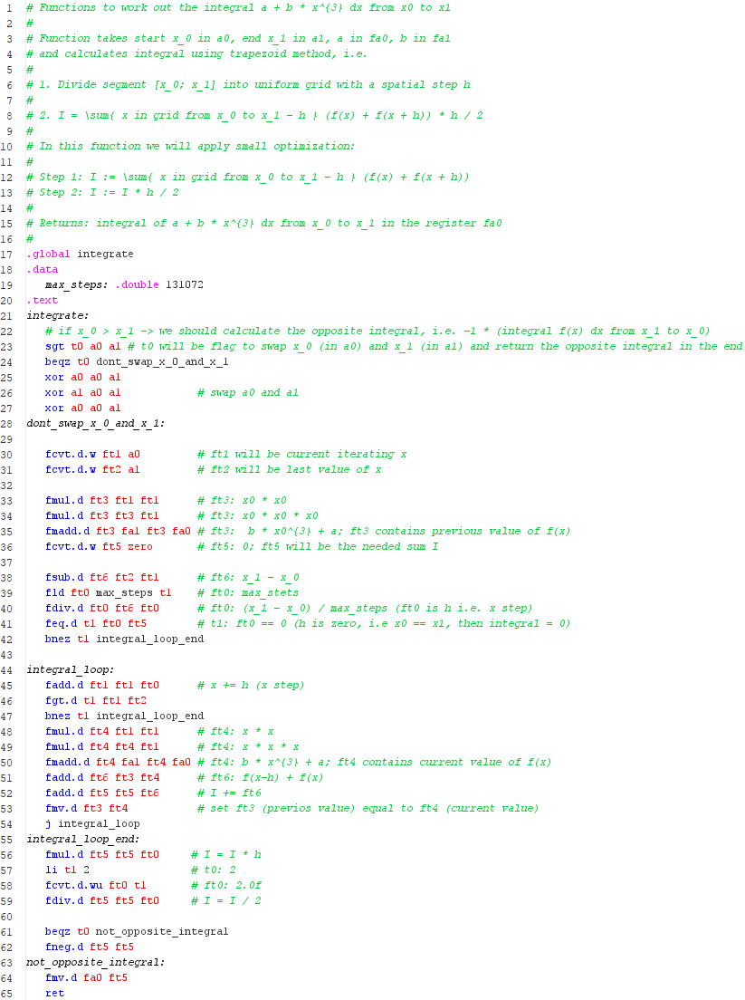 1 # Functions to work out the integral a + b * x^{3} dx from x0 to x1
2 #
3 # Function takes start x_0 in a0, end x_1 in a1, a in fa0, b in fa1
4 # and calculates integral using trapezoid method, i.e.
5 #
6 # 1. Divide segment [x_0; x_1] into uniform grid with a spatial step h
7 #
8 # 2. I = \sum{ x in grid from x_0 to x_1 - h } (f(x) + f(x + h)) * h / 2
9 #
10 # In this function we will apply small optimization:
11 #
12 # Step 1: I := \sum{ x in grid from x_0 to x_1 - h } (f(x) + f(x + h))
13 # Step 2: I := I * h / 2
14 #
15 # Returns: integral of a + b * x^{3} dx from x_0 to x_1 in the register fa0
16 #
17 .global integrate
18 .data
19 max_steps: .double 131072
20 .text
21 integrate:
22 # if x_0 > x_1 -> we should calculate the opposite integral, i.e. -1 * (integral f(x) dx from x_1 to x_0)
23 sgt t0 a0 a1 # t0 will be flag to swap x_0 (in a0) and x_1 (in a1) and return the opposite integral in the end
24 beqz t0 dont_swap_x_0_and_x_1
25 xor a0 a0 a1
26 xor a1 a0 a1 # swap a0 and a1
27 xor a0 a0 a1
28 dont_swap_x_0_and_x_1:
29
30 fcvt.d.w ft1 a0 # ft1 will be current iterating x
31 fcvt.d.w ft2 a1 # ft2 will be last value of x
32
33 fmul.d ft3 ft1 ft1 # ft3: x0 * x0
34 fmul.d ft3 ft3 ft1 # ft3: x0 * x0 * x0
35 fmadd.d ft3 fa1 ft3 fa0 # ft3:  b * x0^{3} + a; ft3 contains previous value of f(x)
36 fcvt.d.w ft5 zero # ft5: 0; ft5 will be the needed sum I
37
38 fsub.d ft6 ft2 ft1 # ft6: x_1 - x_0
39 fld ft0 max_steps t1 # ft0: max_stets
40 fdiv.d ft0 ft6 ft0 # ft0: (x_1 - x_0) / max_steps (ft0 is h i.e. x step)
41 feq.d t1 ft0 ft5 # t1: ft0 == 0 (h is zero, i.e x0 == x1, then integral = 0)
42 bnez t1 integral_loop_end
43
44 integral_loop:
45 fadd.d ft1 ft1 ft0 # x += h (x step)
46 fgt.d t1 ft1 ft2
47 bnez t1 integral_loop_end
48 fmul.d ft4 ft1 ft1 # ft4: x * x
49 fmul.d ft4 ft4 ft1 # ft4: x * x * x
50 fmadd.d ft4 fa1 ft4 fa0 # ft4: b * x^{3} + a; ft4 contains current value of f(x)
51 fadd.d ft6 ft3 ft4 # ft6: f(x-h) + f(x)
52 fadd.d ft5 ft5 ft6 # I += ft6
53 fmv.d ft3 ft4 # set ft3 (previos value) equal to ft4 (current value)
54 j integral_loop
55 integral_loop_end:
56 fmul.d ft5 ft5 ft0 # I = I * h
57 li t1 2 # t0: 2
58 fcvt.d.wu ft0 t1 # ft0: 2.0f
59 fdiv.d ft5 ft5 ft0 # I = I / 2
60
61 beqz t0 not_opposite_integral
62 fneg.d ft5 ft5
63 not_opposite_integral:
64 fmv.d fa0 ft5
65 ret